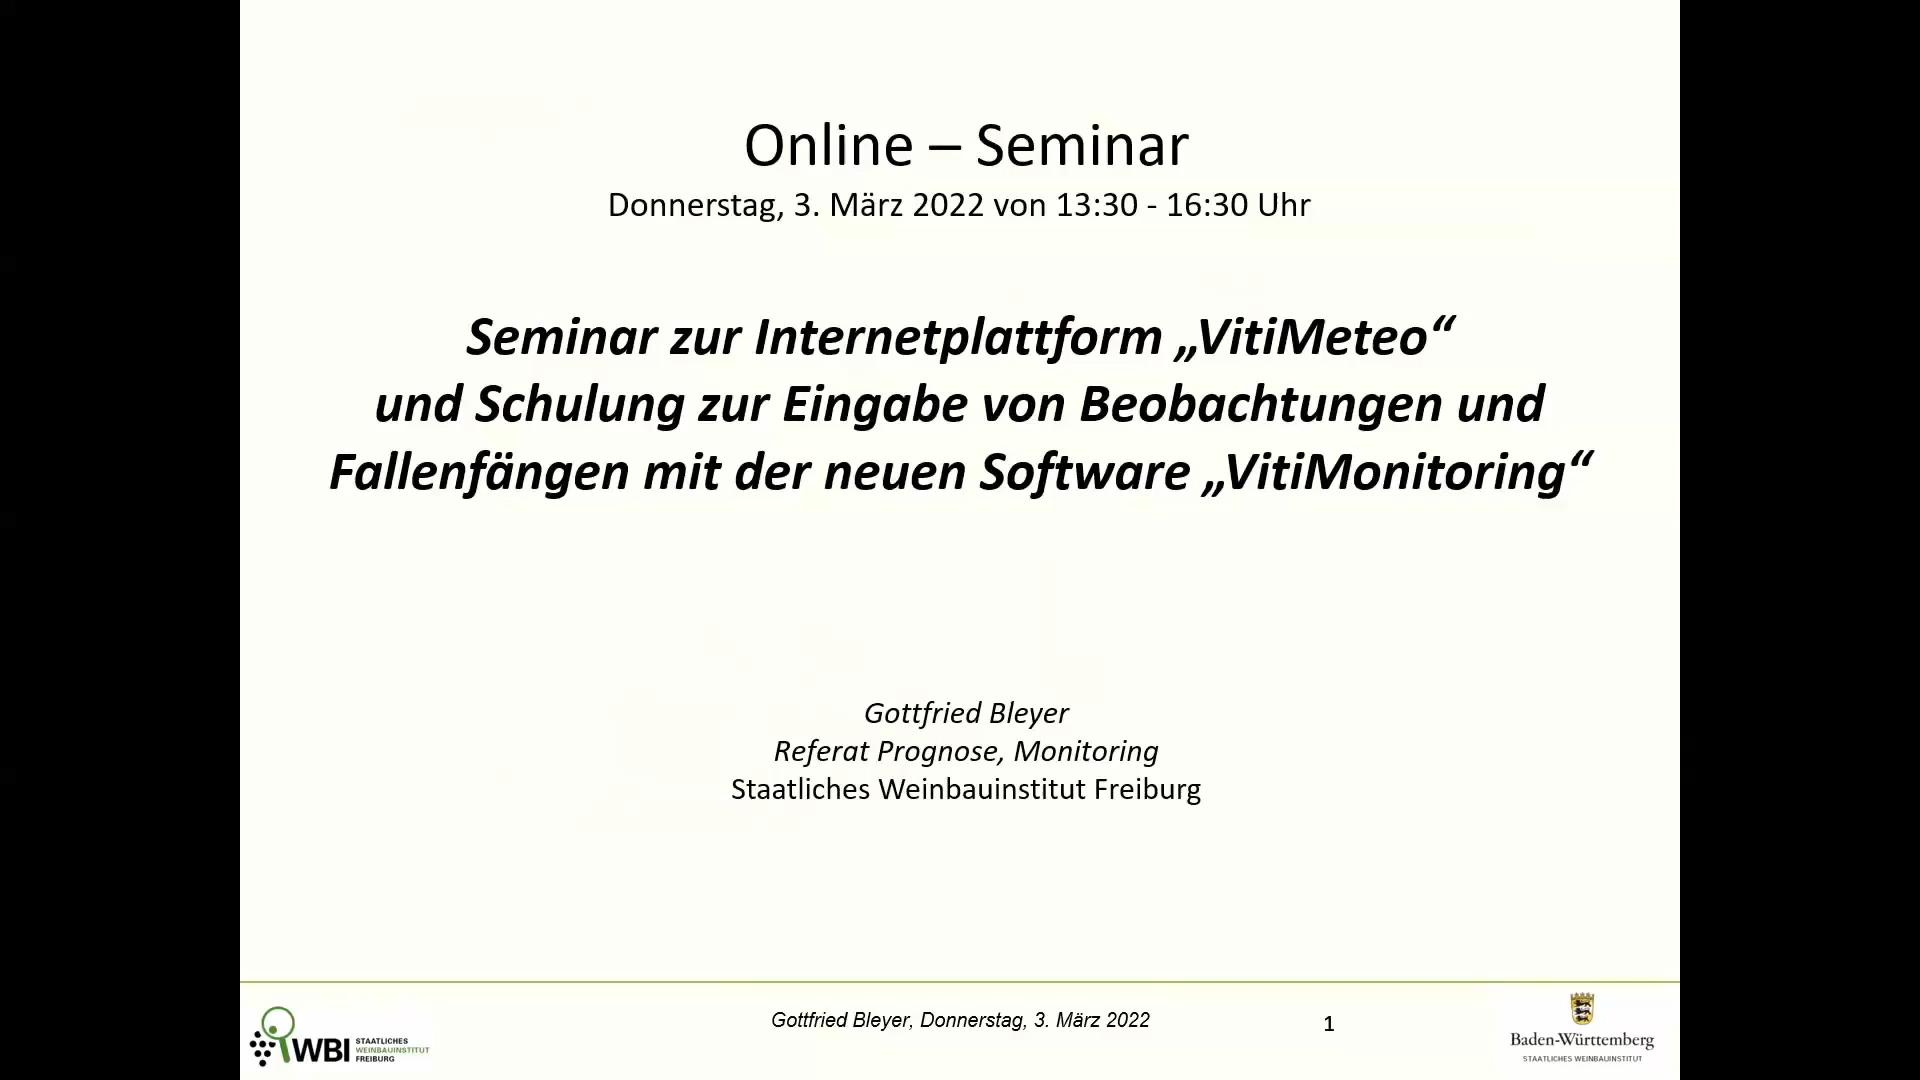 Online – Seminar
Donnerstag, 3. März 2022 von 13:30 - 16:30 Uhr
Seminar zur Internetplattform „VitiMeteo“
und Schulung zur Eingabe von Beobachtungen und
Fallenfängen mit der neuen Software „VitiMonitoring“
Gottfried Bleyer
Referat Prognose, Monitoring
Staatliches Weinbauinstitut Freiburg
WBI
STAATLICHES
WEINBAUINSTITUT
FREIBURG
Gottfried Bleyer, Donnerstag, 3. März 2022
1
Baden-Württemberg
STAATLICHES WEINBAUINSTITUT